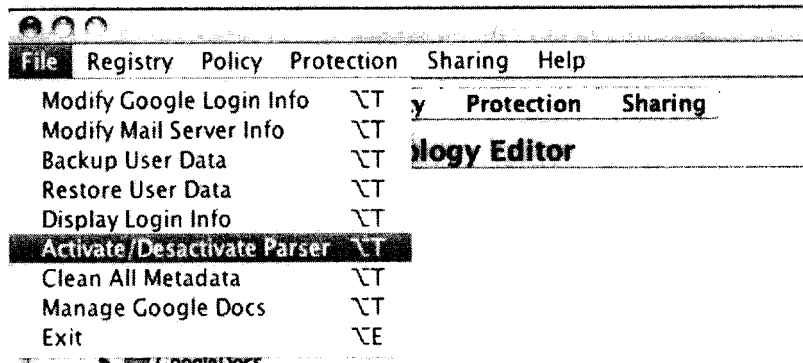 File Registry Policy Protection Sharing Help
Modify Google Login Info ⌥T
y Protection Sharing
Modify Mail Server Info ⌥T
Backup User Data ⌥T
ology Editor
Restore User Data ⌥T
Display Login Info ⌥T
Activate/Desactivate Parser ⌥T
Clean All Metadata ⌥T
Manage Google Docs ⌥T
Exit ⌥E
GoogleDocs